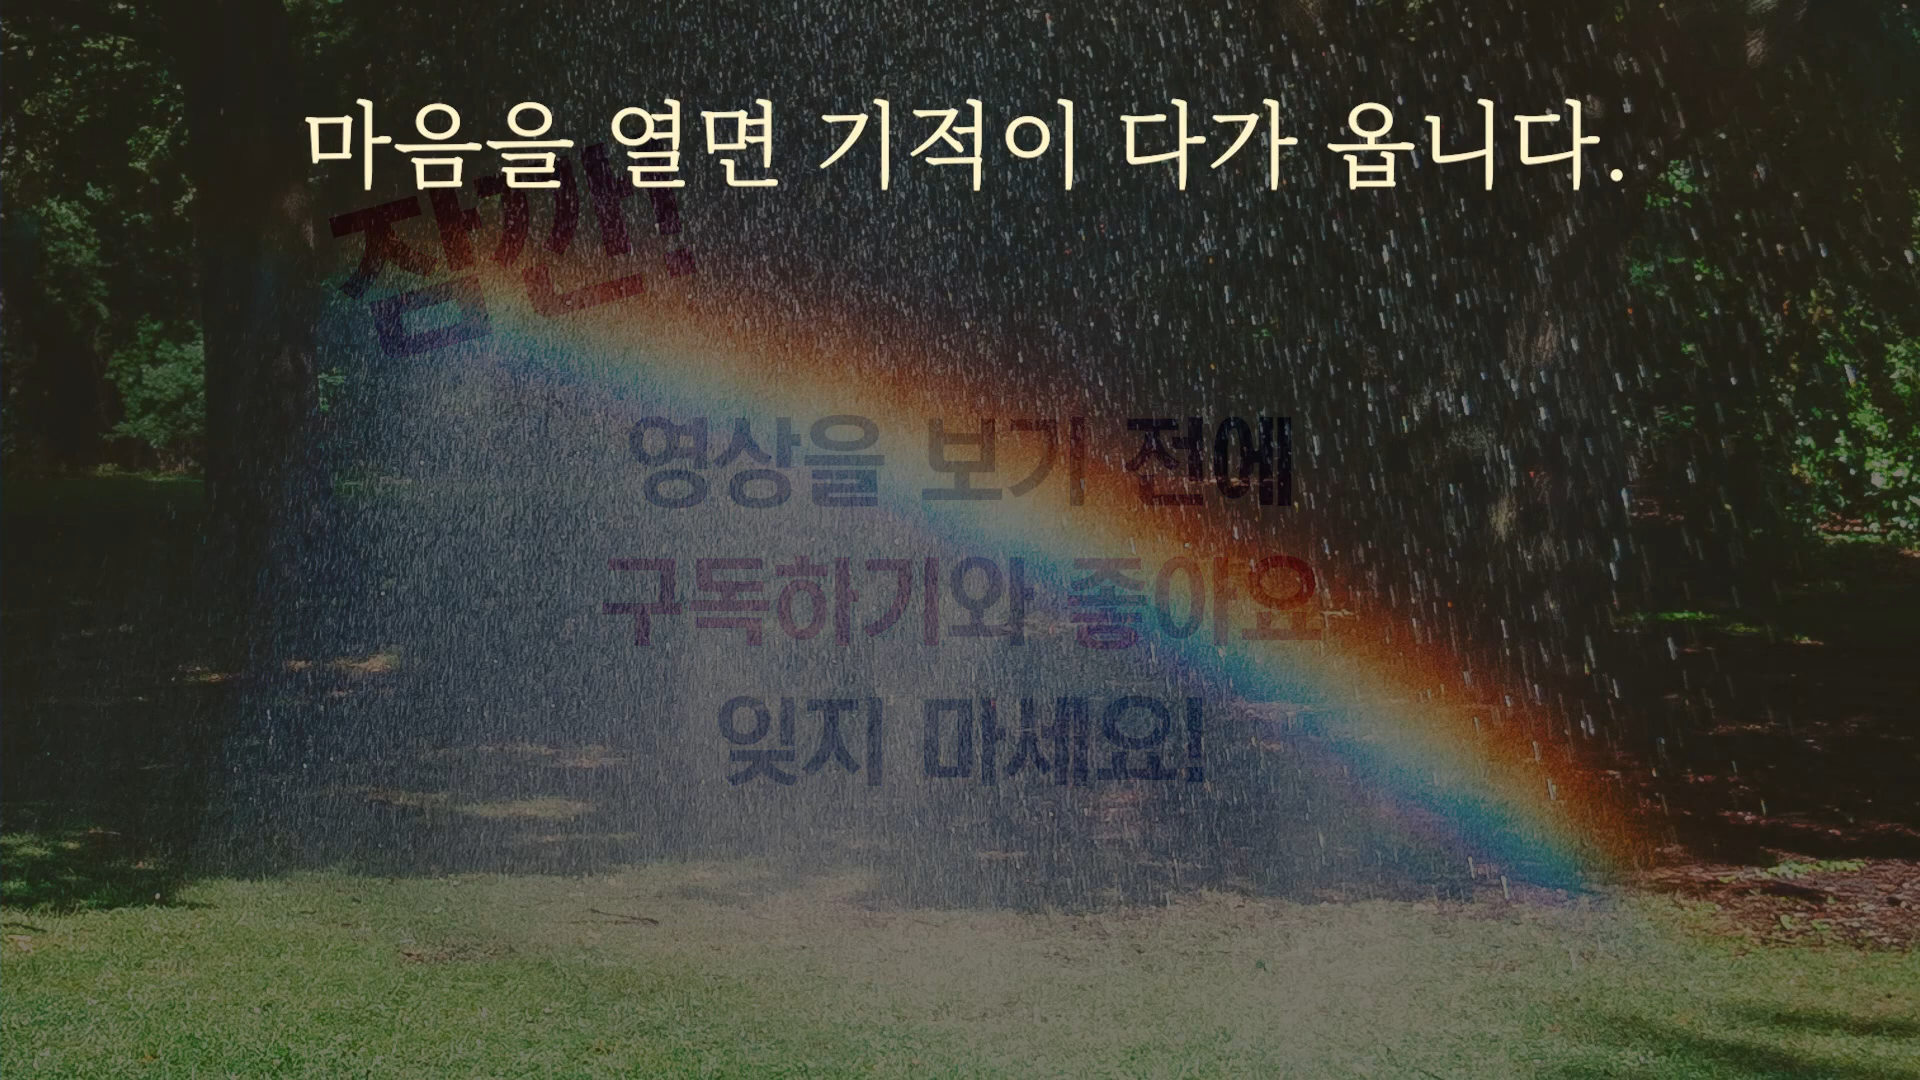 마음을 열면 기적이 다가 옵니다.
잠깐!
영상을 보기 전에
구독하기와 좋아요
잊지 마세요!